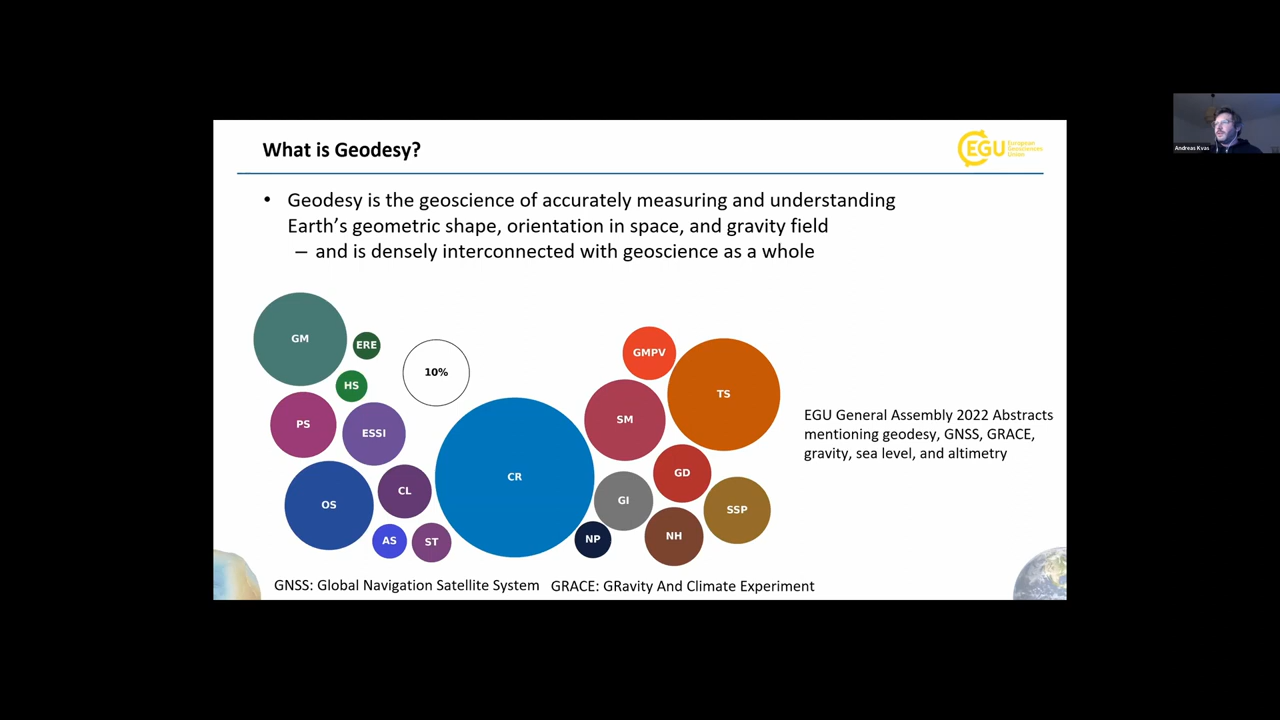 What is Geodesy?
EGU
European
Geosciences
Union
• Geodesy is the geoscience of accurately measuring and understanding
Earth’s geometric shape, orientation in space, and gravity field
– and is densely interconnected with geoscience as a whole
GM
ERE
HS
10%
PS
ESSI
OS
CL
AS
ST
CR
GMPV
TS
SM
GD
GI
SSP
NP
NH
EGU General Assembly 2022 Abstracts
mentioning geodesy, GNSS, GRACE,
gravity, sea level, and altimetry
GNSS: Global Navigation Satellite System
GRACE: GRavity And Climate Experiment
Andreas Kvas